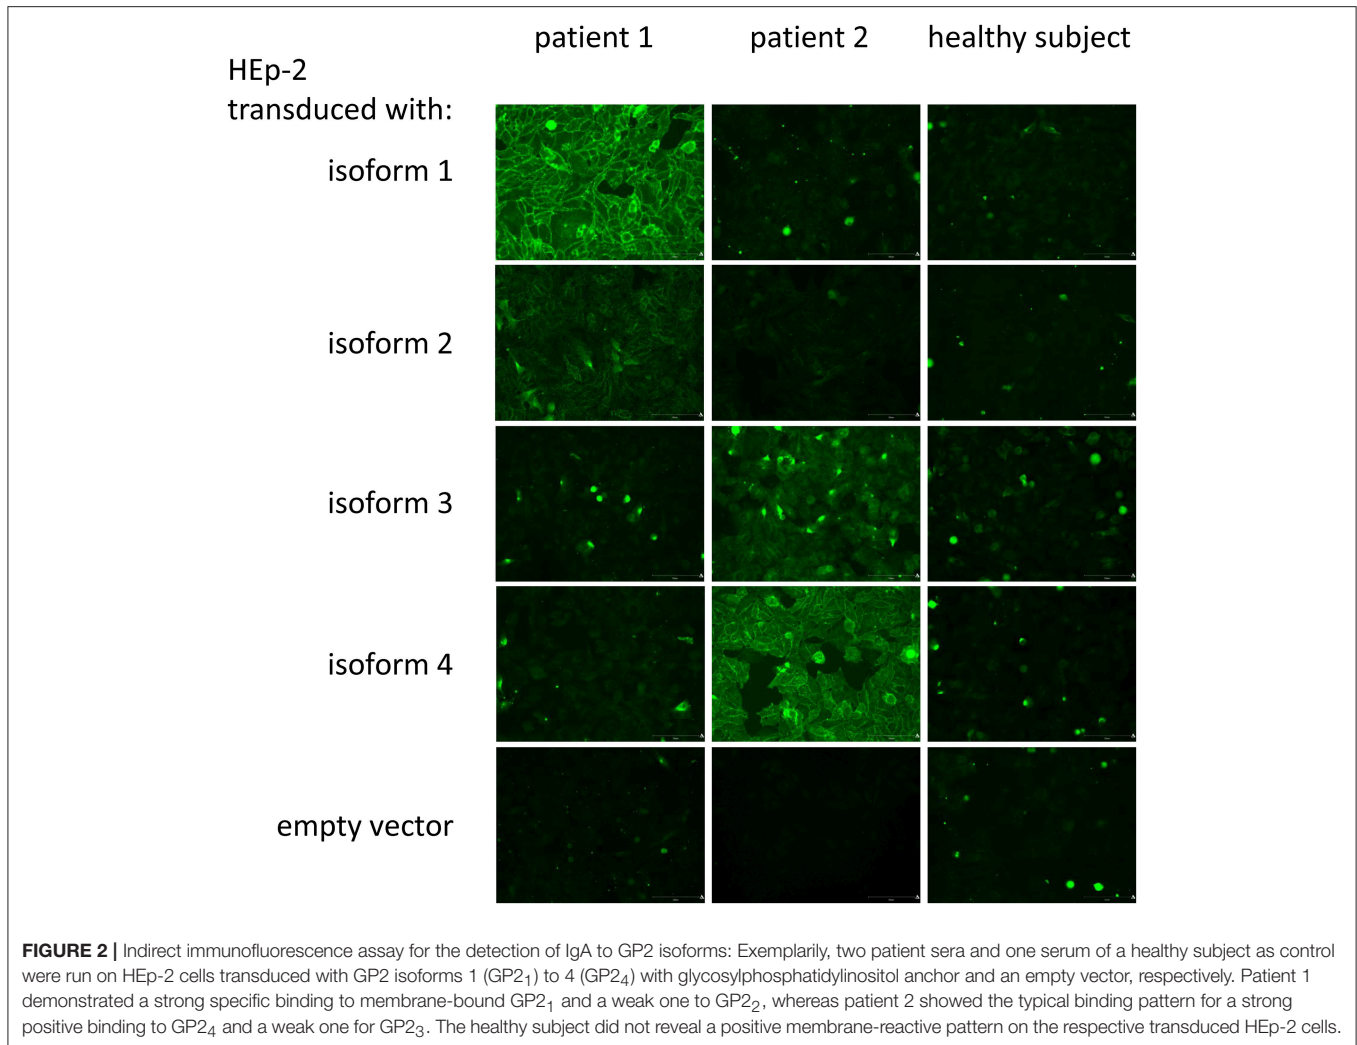 patient 1 patient 2 healthy subject
HEp-2
transduced with:
isoform 1
isoform 2
isoform 3
isoform 4
empty vector
FIGURE 2 | Indirect immunofluorescence assay for the detection of IgA to GP2 isoforms: Exemplarily, two patient sera and one serum of a healthy subject as control
were run on HEp-2 cells transduced with GP2 isoforms 1 (GP2₁) to 4 (GP2₄) with glycosylphosphatidylinositol anchor and an empty vector, respectively. Patient 1
demonstrated a strong specific binding to membrane-bound GP2₁ and a weak one to GP2₂, whereas patient 2 showed the typical binding pattern for a strong
positive binding to GP2₄ and a weak one for GP2₃. The healthy subject did not reveal a positive membrane-reactive pattern on the respective transduced HEp-2 cells.